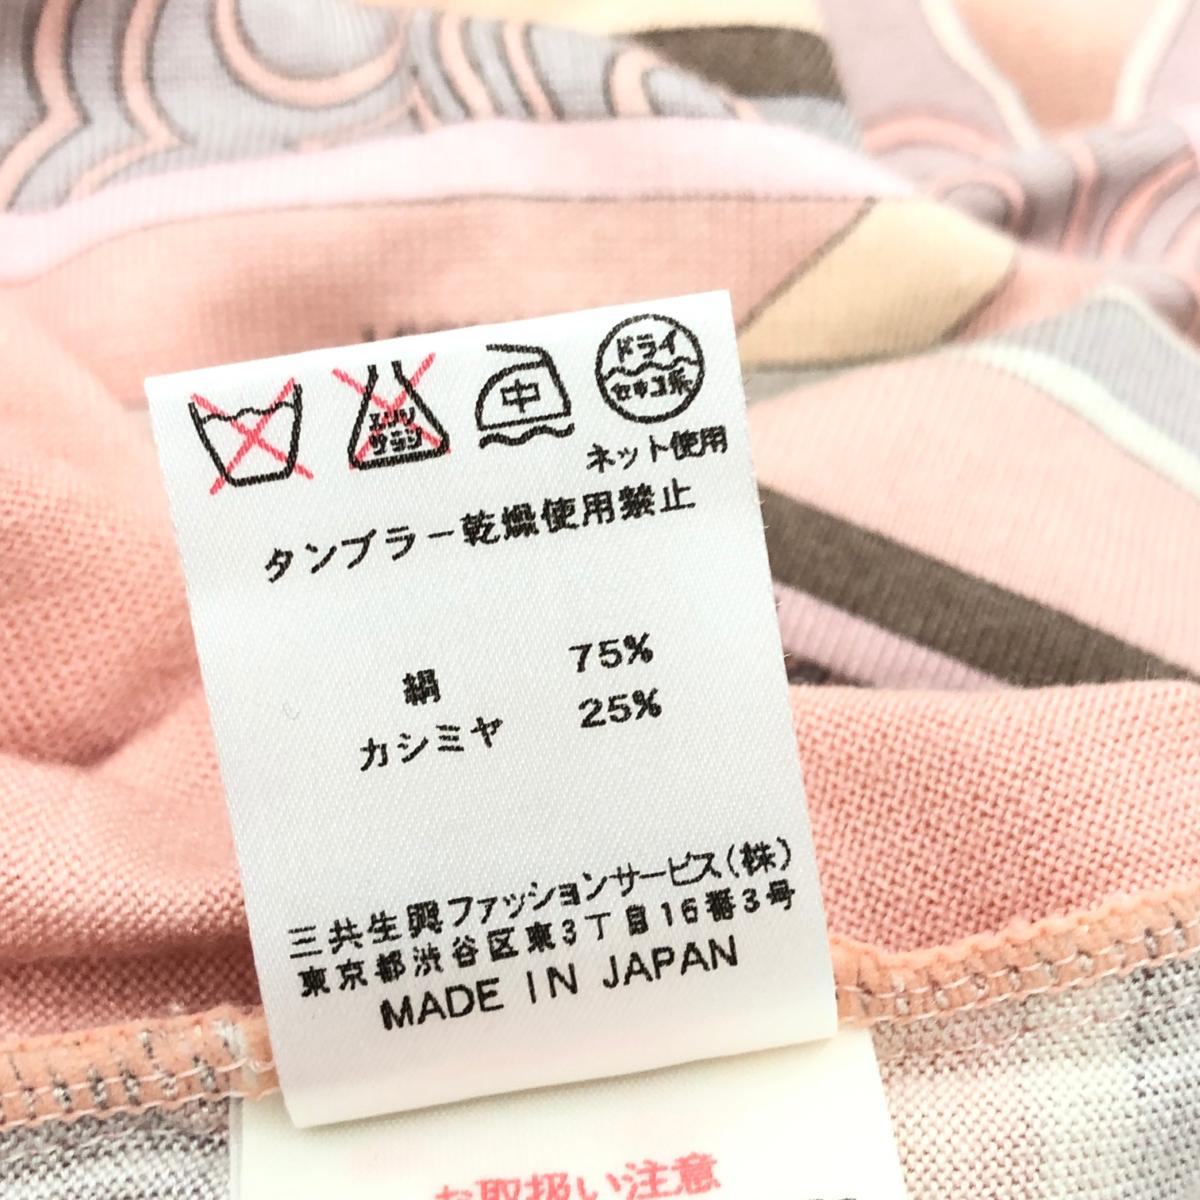 エンソ サラシ 中 ドライ セキユ系
ネット使用
タンブラー乾燥使用禁止
絹 75%
カシミヤ 25%
三共生興ファッションサービス(株)
東京都渋谷区東3丁目16番3号
MADE IN JAPAN
お取扱い注意